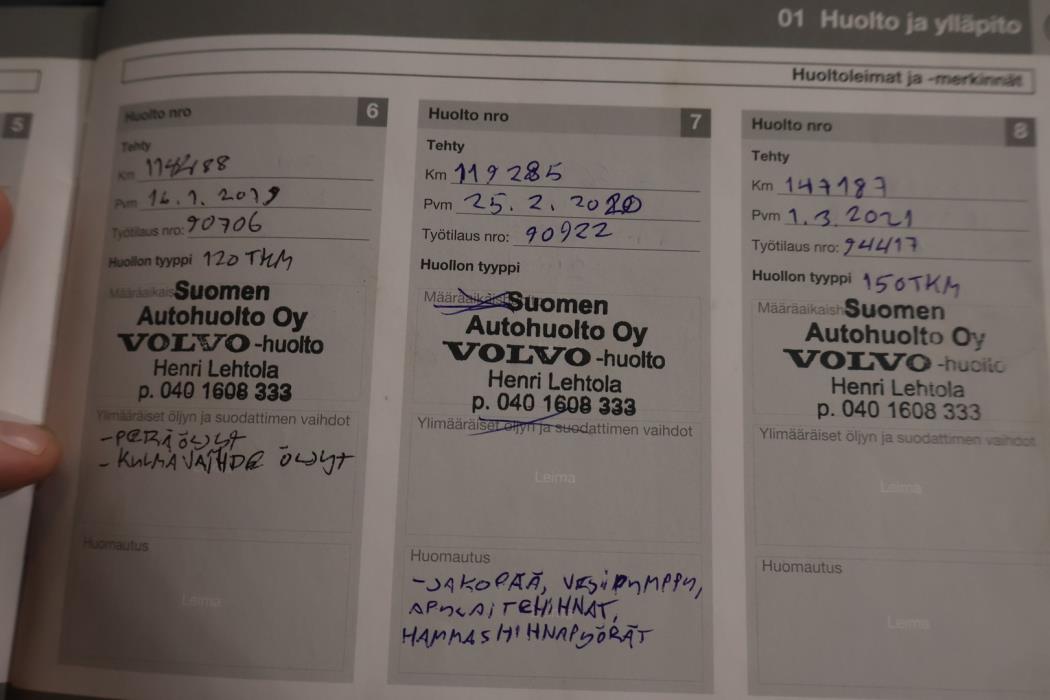 01 Huolto ja ylläpito
Huoltoleimat ja -merkinnät
5
Huolto nro 6
Tehty
Km
Pvm 16.1.2019
Työtilaus nro: 90706
Huollon tyyppi 120 TKM
Määräaikais
Suomen
Autohuolto Oy
VOLVO -huolto
Henri Lehtola
p. 040 1608 333
Ylimääräiset öljyn ja suodattimen vaihdot
- PERÄ ÖLJYT
- KULMAVAIHDE ÖLJYT
Huomautus
Leima
Huolto nro 7
Tehty
Km 119285
Pvm 25.2.2020
Työtilaus nro: 90922
Huollon tyyppi
Määräaikaish
Suomen
Autohuolto Oy
VOLVO -huolto
Henri Lehtola
p. 040 1608 333
Ylimääräiset öljyn ja suodattimen vaihdot
Leima
Huomautus
- JAKOPÄÄ, VESIPUMPPU,
APULAITEHIHNAT,
HAMMASHIHNAPYÖRÄT
Huolto nro 8
Tehty
Km 147187
Pvm 1.3.2021
Työtilaus nro: 94417
Huollon tyyppi 150TKM
Määräaikaish
Suomen
Autohuolto Oy
VOLVO -huolto
Henri Lehtola
p. 040 1608 333
Ylimääräiset öljyn ja suodattimen vaihdot
Leima
Huomautus
Leima